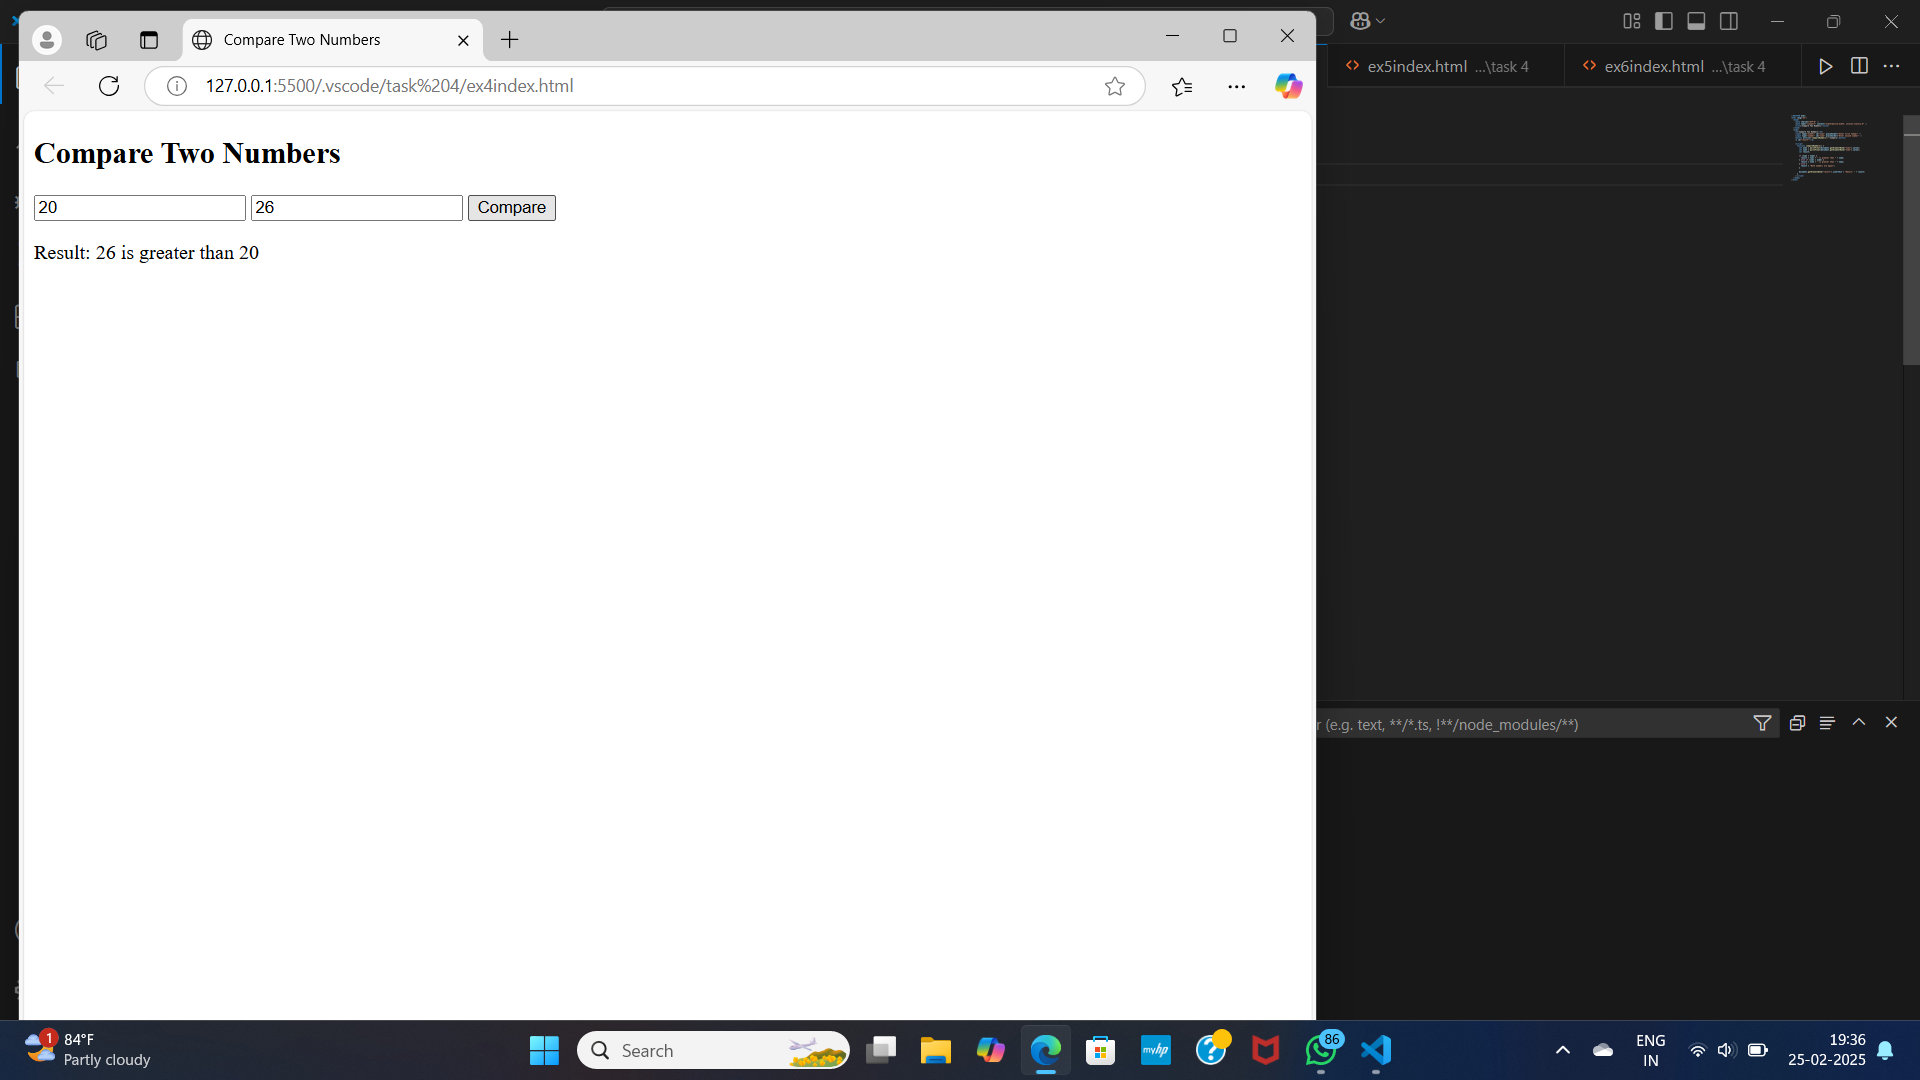 Compare Two Numbers
127.0.0.1:5500/.vscode/task%204/ex4index.html
ex5index.html ...\task 4
ex6index.html ...\task 4
Compare Two Numbers
20
26
Compare
Result: 26 is greater than 20
r (e.g. text, **/*.ts, !**/node_modules/**)
1
84°F
Partly cloudy
Search
myhp
86
ENG
IN
19:36
25-02-2025